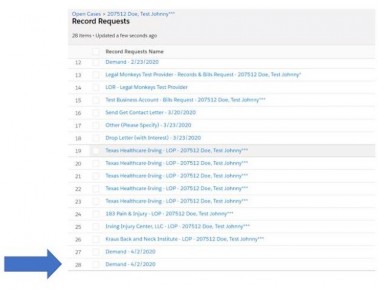 Open Cases > 207512 Doe, Test Johnny***
Record Requests
28 items • Updated a few seconds ago
Record Requests Name
12 Demand - 2/23/2020
13 Legal Monkeys Test Provider - Records & Bills Request - 207512 Doe, Test Johnny*
14 LOR - Legal Monkeys Test Provider
15 Test Business Account - Bills Request - 207512 Doe, Test Johnny***
16 Send Get Contact Letter - 3/20/2020
17 Other (Please Specify) - 3/23/2020
18 Drop Letter (with Interest) - 3/23/2020
19 Texas Healthcare Irving - LOP - 207512 Doe, Test Johnny***
20 Texas Healthcare Irving - LOP - 207512 Doe, Test Johnny***
21 Texas Healthcare Irving - LOP - 207512 Doe, Test Johnny***
22 Texas Healthcare Irving - LOP - 207512 Doe, Test Johnny***
23 Texas Healthcare Irving - LOP - 207512 Doe, Test Johnny***
24 183 Pain & Injury - LOP - 207512 Doe, Test Johnny***
25 Irving Injury Center, LLC - LOP - 207512 Doe, Test Johnny***
26 Kraus Back and Neck Institute - LOP - 207512 Doe, Test Johnny***
27 Demand - 4/2/2020
28 Demand - 4/2/2020